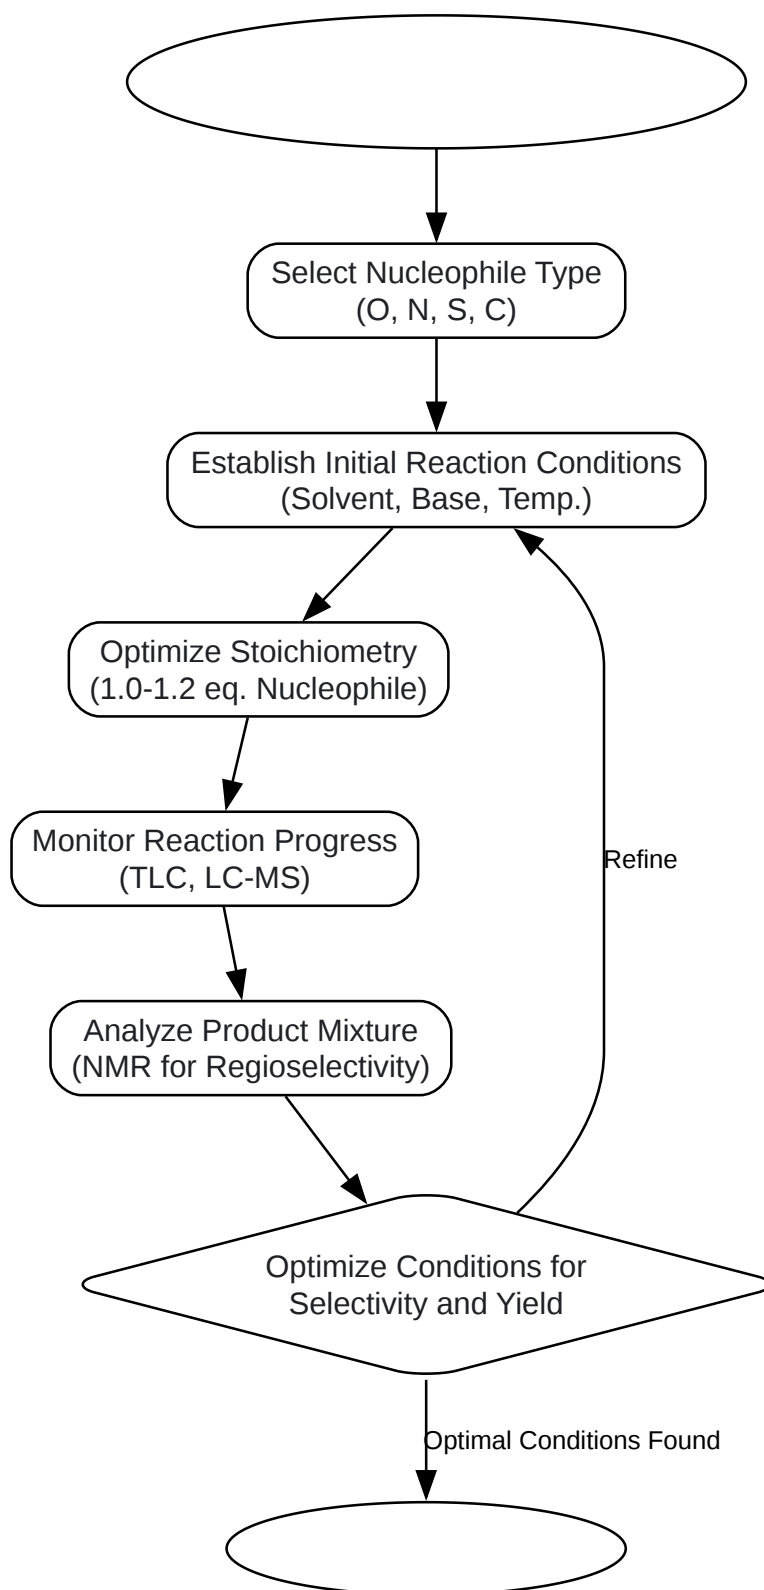 Select Nucleophile Type
(O, N, S, C)
Establish Initial Reaction Conditions
(Solvent, Base, Temp.)
Optimize Stoichiometry
(1.0-1.2 eq. Nucleophile)
Monitor Reaction Progress
(TLC, LC-MS)
Refine
Analyze Product Mixture
(NMR for Regioselectivity)
Optimize Conditions for
Selectivity and Yield
Optimal Conditions Found